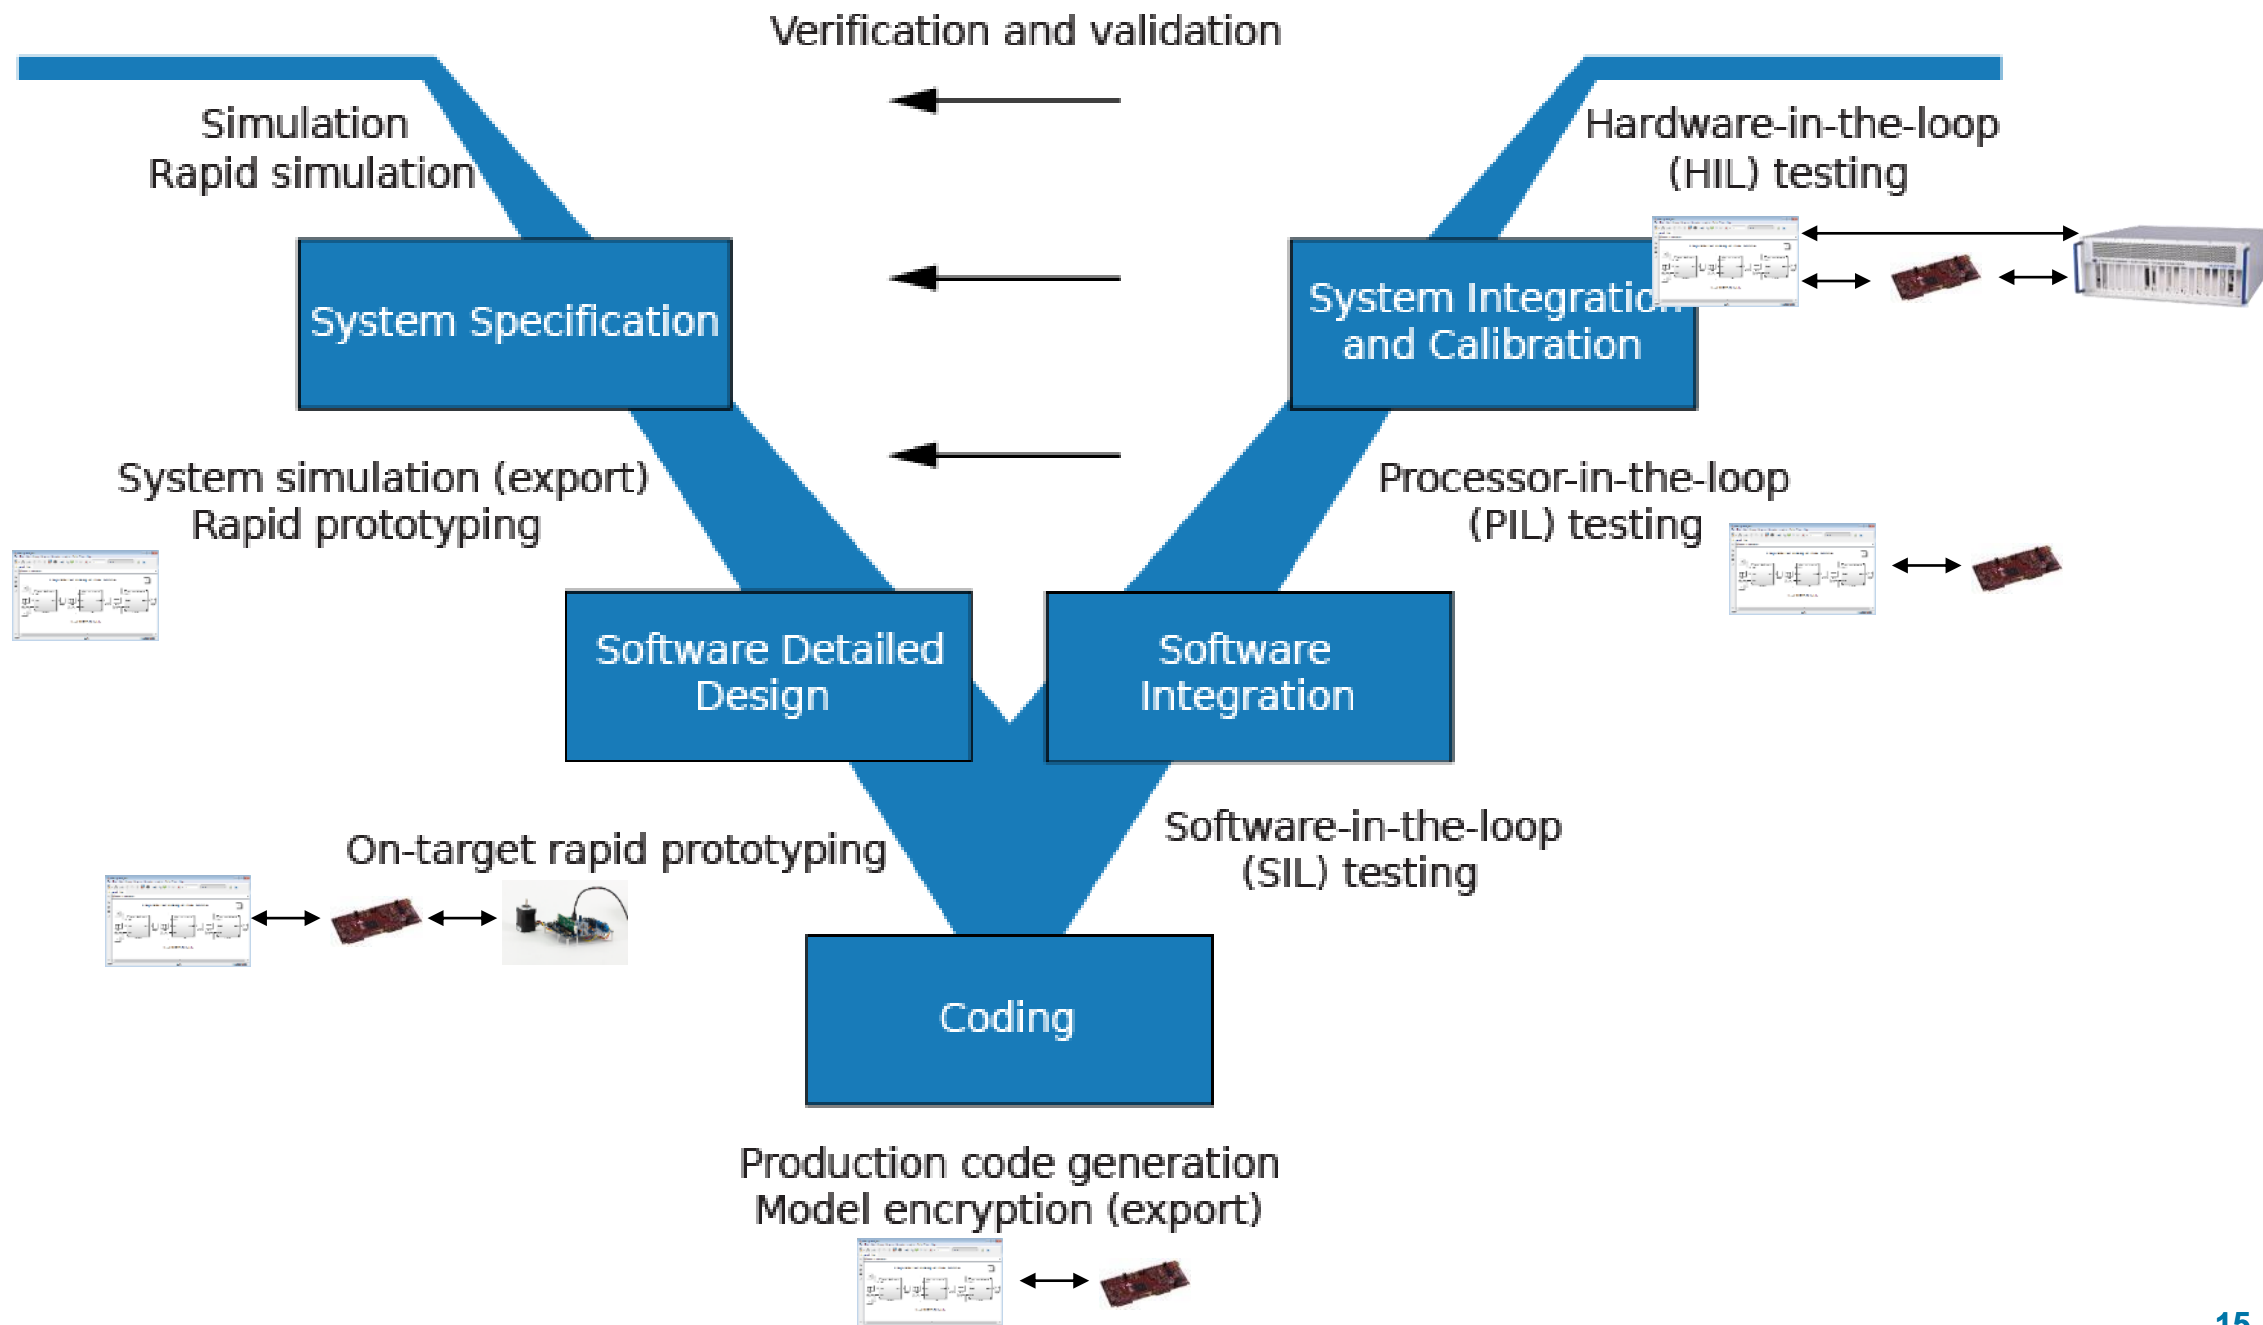 Verification and validation
Simulation
Rapid simulation
Hardware-in-the-loop
(HIL) testing
System Specification
System Integration
and Calibration
System simulation (export)
Rapid prototyping
Processor-in-the-loop
(PIL) testing
Software Detailed
Design
Software
Integration
On-target rapid prototyping
Software-in-the-loop
(SIL) testing
Coding
Production code generation
Model encryption (export)
15